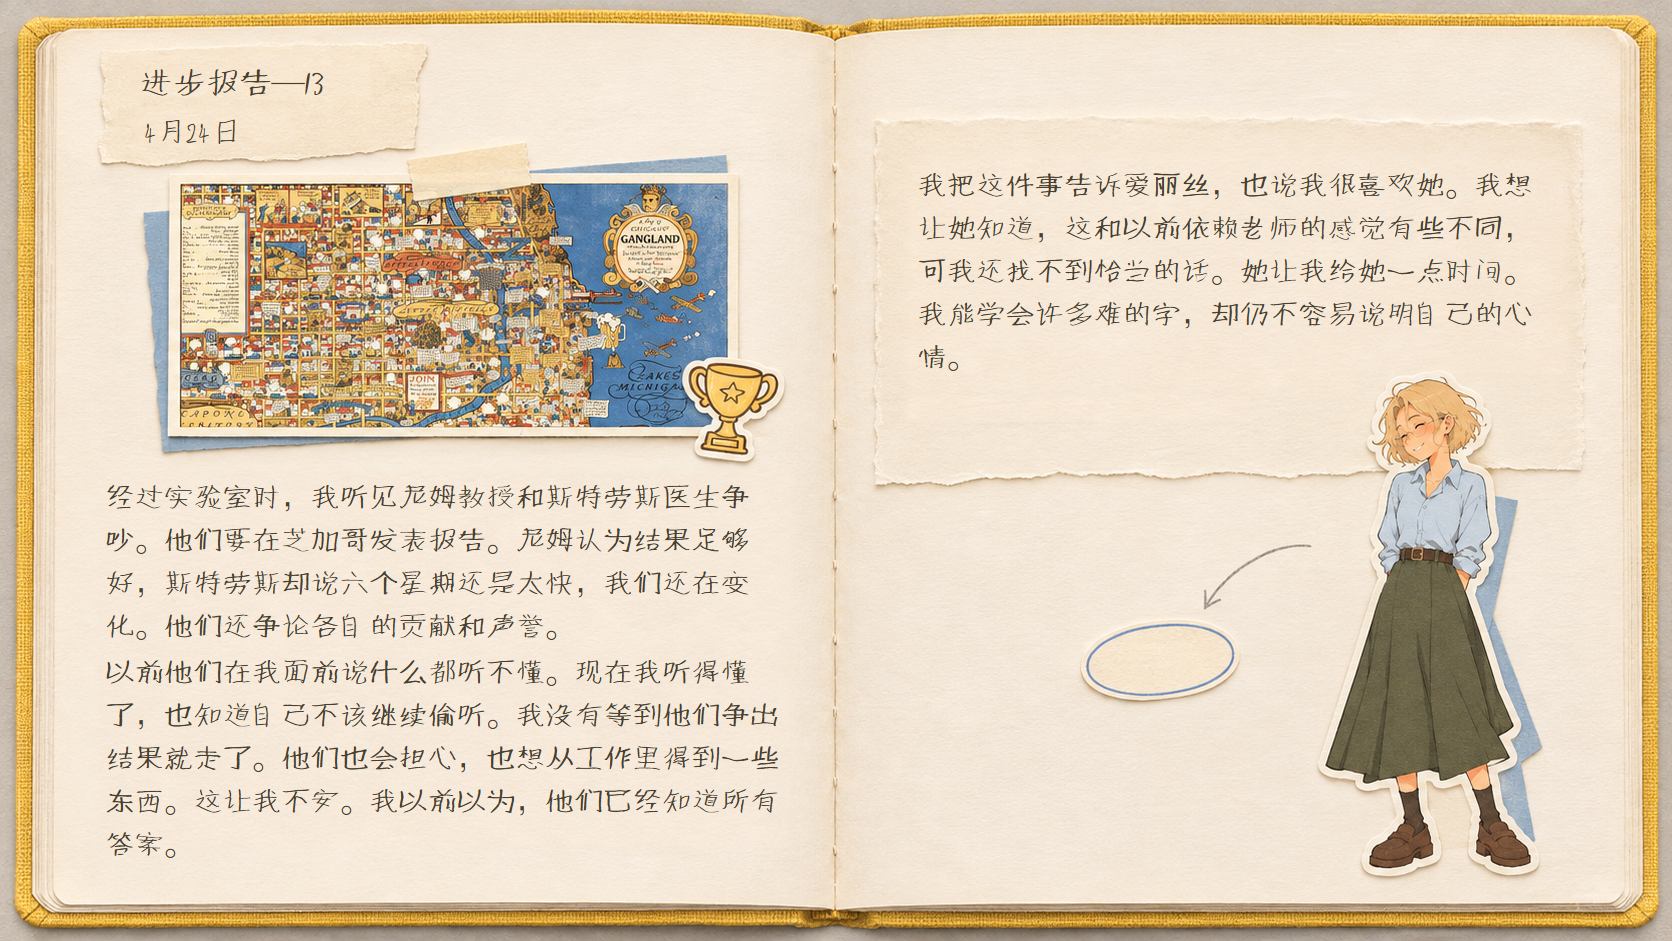 进步报告—13
4月24日
GANGLAND
JOIN
LAKES
MICHIGAN
经过实验室时，我听见尼姆教授和斯特劳斯医生争
吵。他们要在芝加哥发表报告。尼姆认为结果足够
好，斯特劳斯却说六个星期还是太快，我们还在变
化。他们还争论各自的贡献和声誉。
以前他们在我面前说什么都听不懂。现在我听得懂
了，也知道自己不该继续偷听。我没有等到他们争出
结果就走了。他们也会担心，也想从工作里得到一些
东西。这让我不安。我以前以为，他们已经知道所有
答案。
我把这件事告诉爱丽丝，也说我很喜欢她。我想
让她知道，这和以前依赖老师的感觉有些不同，
可我还找不到恰当的话。她让我给她一点时间。
我能学会许多难的字，却仍不容易说明自己的心
情。